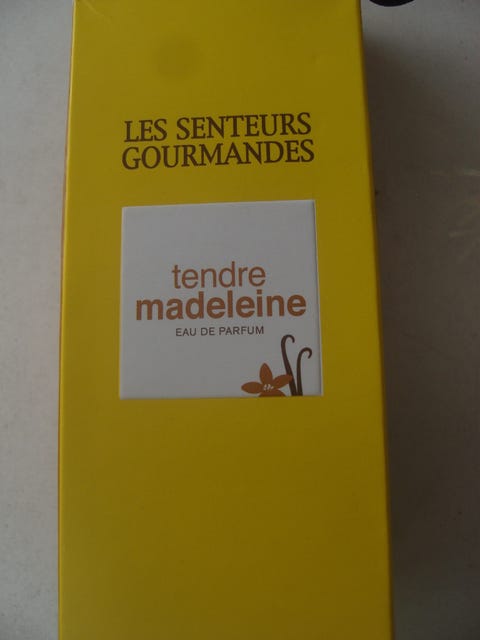 LES SENTEURS
GOURMANDES
tendre
madeleine
EAU DE PARFUM